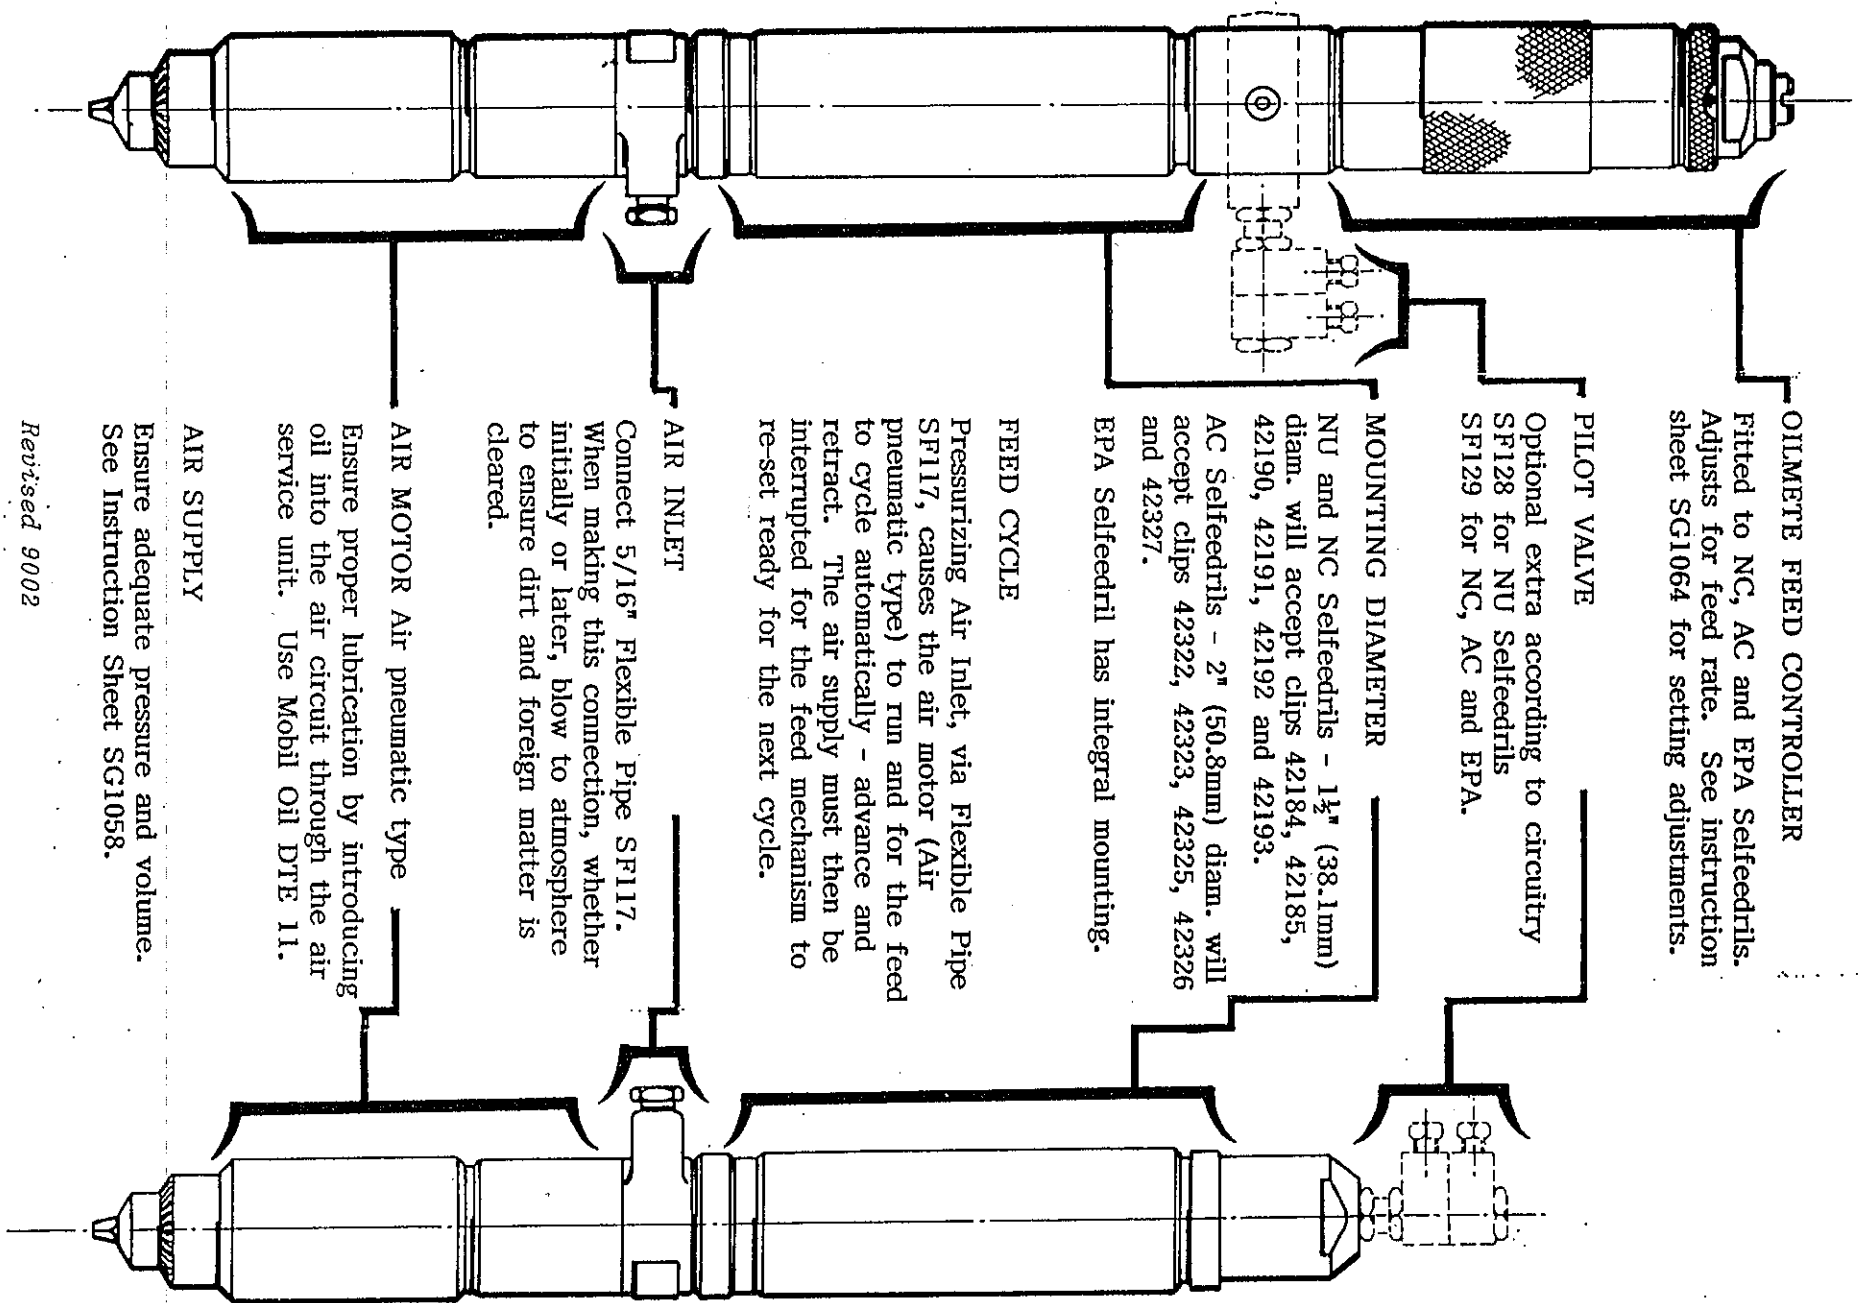 OILMETE FEED CONTROLLER
Fitted to NC, AC and EPA Selfeedrils.
Adjusts for feed rate. See instruction
sheet SG1064 for setting adjustments.
PILOT VALVE
Optional extra according to circuitry
SF128 for NU Selfeedrils
SF129 for NC, AC and EPA.
MOUNTING DIAMETER
NU and NC Selfeedrils - 1½" (38.1mm)
diam. will accept clips 42184, 42185,
42190, 42191, 42192 and 42193.
AC Selfeedrils - 2" (50.8mm) diam. will
accept clips 42322, 42323, 42325, 42326
and 42327.
EPA Selfeedril has integral mounting.
FEED CYCLE
Pressurizing Air Inlet, via Flexible Pipe
SF117, causes the air motor (Air
pneumatic type) to run and for the feed
to cycle automatically - advance and
retract. The air supply must then be
interrupted for the feed mechanism to
re-set ready for the next cycle.
AIR INLET
Connect 5/16" Flexible Pipe SF117.
When making this connection, whether
initially or later, blow to atmosphere
to ensure dirt and foreign matter is
cleared.
AIR MOTOR Air pneumatic type
Ensure proper lubrication by introducing
oil into the air circuit through the air
service unit. Use Mobil Oil DTE 11.
AIR SUPPLY
Ensure adequate pressure and volume.
See Instruction Sheet SG1058.
Revised 9002